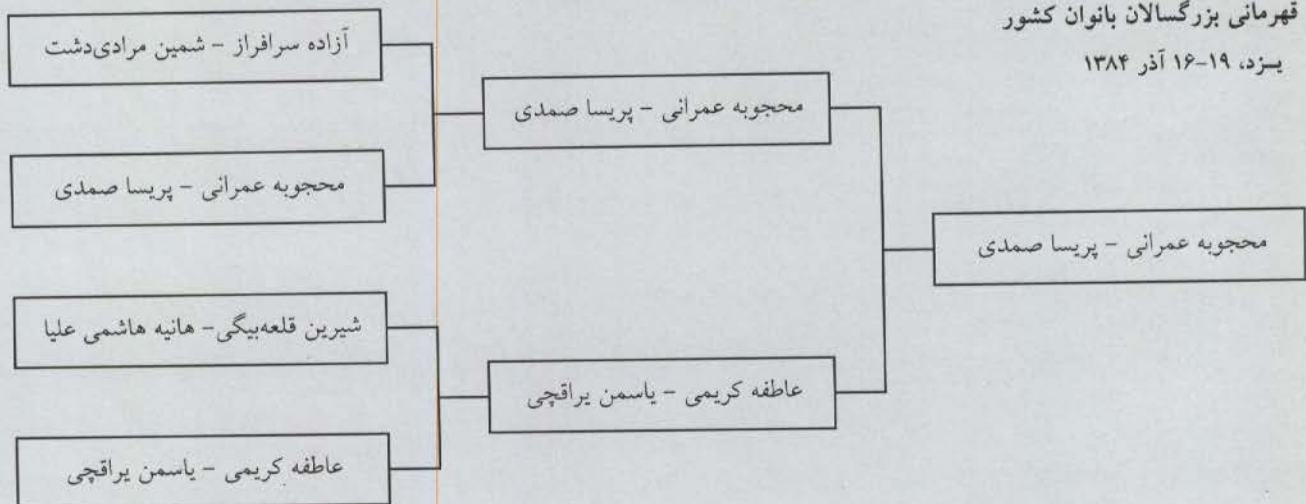 قهرمانی بزرگسالان بانوان کشور
یـزد، ۱۹-۱۶ آذر ۱۳۸۴
آزاده سرافراز - شمین مرادی‌دشت
محجوبه عمرانی - پریسا صمدی
محجوبه عمرانی - پریسا صمدی
محجوبه عمرانی - پریسا صمدی
شیرین قلعه‌بیگی- هانیه هاشمی علیا
عاطفه کریمی - یاسمن یراقچی
عاطفه کریمی - یاسمن یراقچی